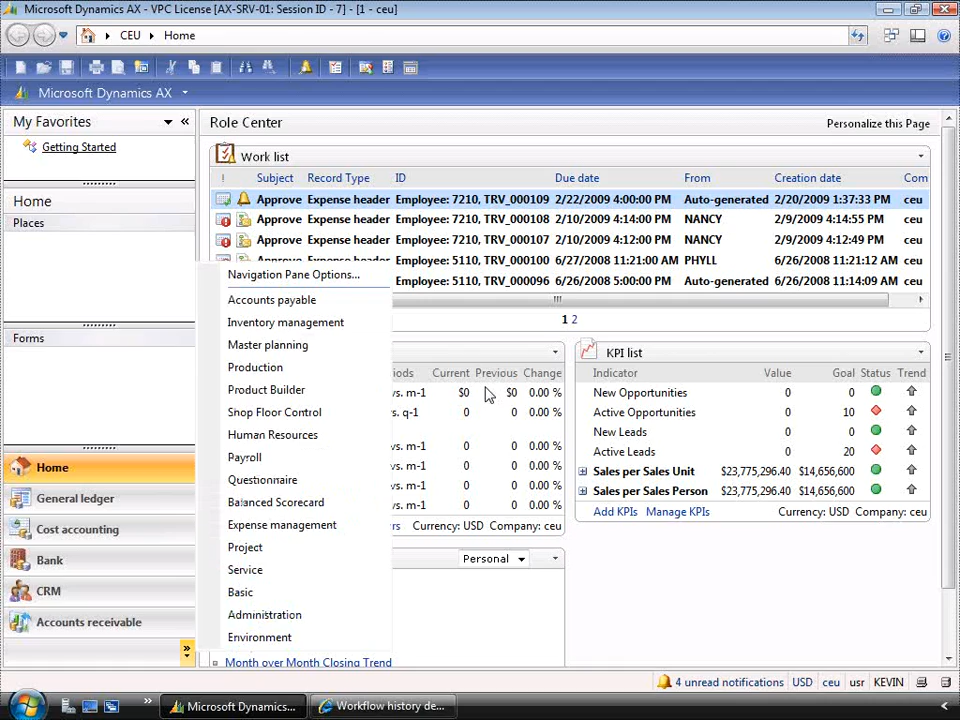 Microsoft Dynamics AX - VPC License [AX-SRV-01: Session ID - 7] - [1 - ceu]
CEU Home
Microsoft Dynamics AX
My Favorites
Getting Started
Home
Places
Forms
Home
General ledger
Cost accounting
Bank
CRM
Accounts receivable
Role Center Personalize this Page
Work list
! Subject Record Type ID Due date From Creation date Com
Approve Expense header Employee: 7210, TRV_000109 2/22/2009 4:00:00 PM Auto-generated 2/20/2009 1:37:33 PM ceu
Approve Expense header Employee: 7210, TRV_000108 2/10/2009 4:14:00 PM NANCY 2/9/2009 4:14:55 PM ceu
Approve Expense header Employee: 7210, TRV_000107 2/10/2009 4:12:00 PM NANCY 2/9/2009 4:12:49 PM ceu
Approve Expense header Employee: 5110, TRV_000100 6/27/2008 11:21:00 AM PHYLL 6/26/2008 11:21:12 AM ceu
Employee: 5110, TRV_000096 6/26/2008 5:00:00 PM Auto-generated 6/26/2008 11:14:09 AM ceu
1 2
Navigation Pane Options...
Accounts payable
Inventory management
Master planning
Production
Product Builder
Shop Floor Control
Human Resources
Payroll
Questionnaire
Balanced Scorecard
Expense management
Project
Service
Basic
Administration
Environment
ods Current Previous Change
vs. m-1 $0 $0 0.00 %
s. q-1 0 0 0.00 %
vs. m-1 0 0 0.00 %
vs. m-1 0 0 0.00 %
vs. m-1 0 0 0.00 %
vs. m-1 0 0 0.00 %
rs Currency: USD Company: ceu
Personal
Month over Month Closing Trend
KPI list
Indicator Value Goal Status Trend
New Opportunities 0 0
Active Opportunities 0 10
New Leads 0 0
Active Leads 0 20
Sales per Sales Unit $23,775,296.40 $14,656,600
Sales per Sales Person $23,775,296.40 $14,656,600
Add KPIs Manage KPIs Currency: USD Company: ceu
4 unread notifications USD ceu usr KEVIN
Microsoft Dynamics... Workflow history de...